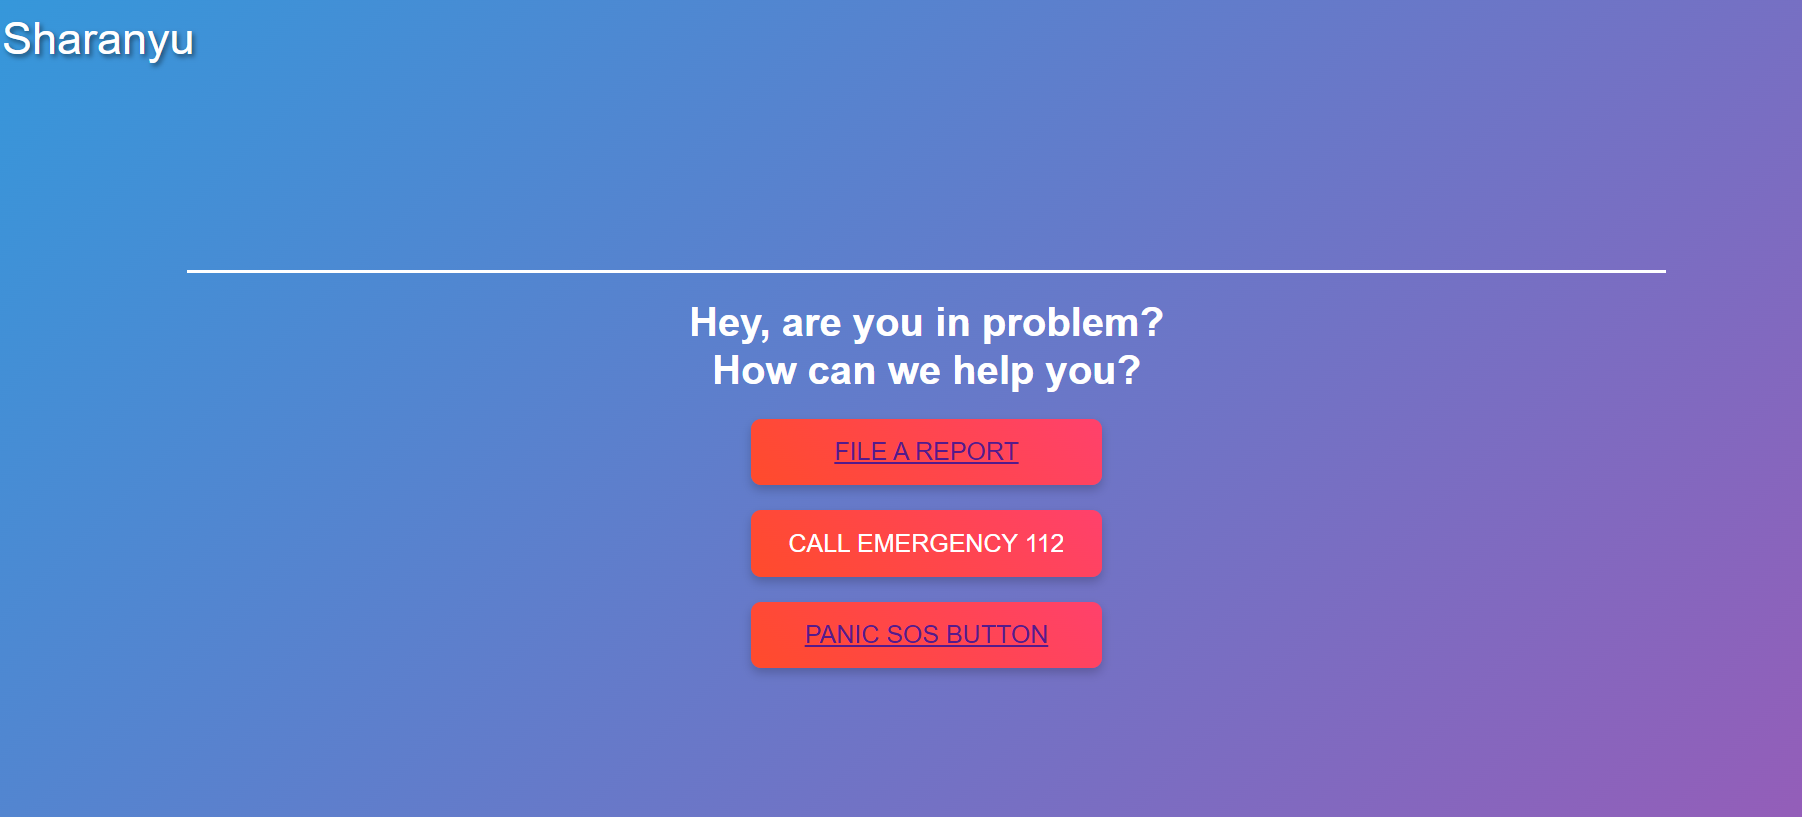 Sharanyu
Hey, are you in problem?
How can we help you?
FILE A REPORT
CALL EMERGENCY 112
PANIC SOS BUTTON